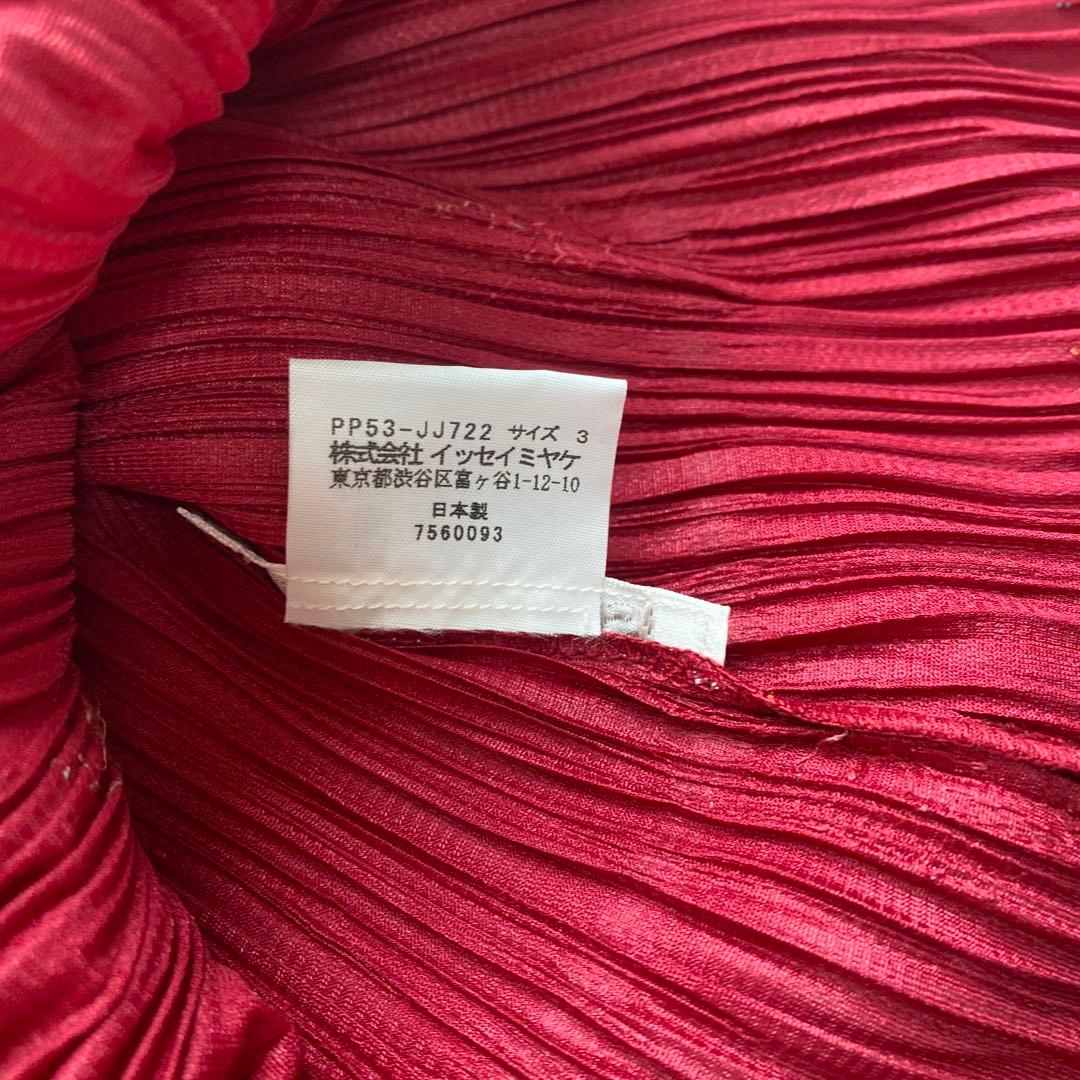 PP53-JJ722 サイズ 3
株式会社イッセイミヤケ
東京都渋谷区富ヶ谷1-12-10
日本製
7560093